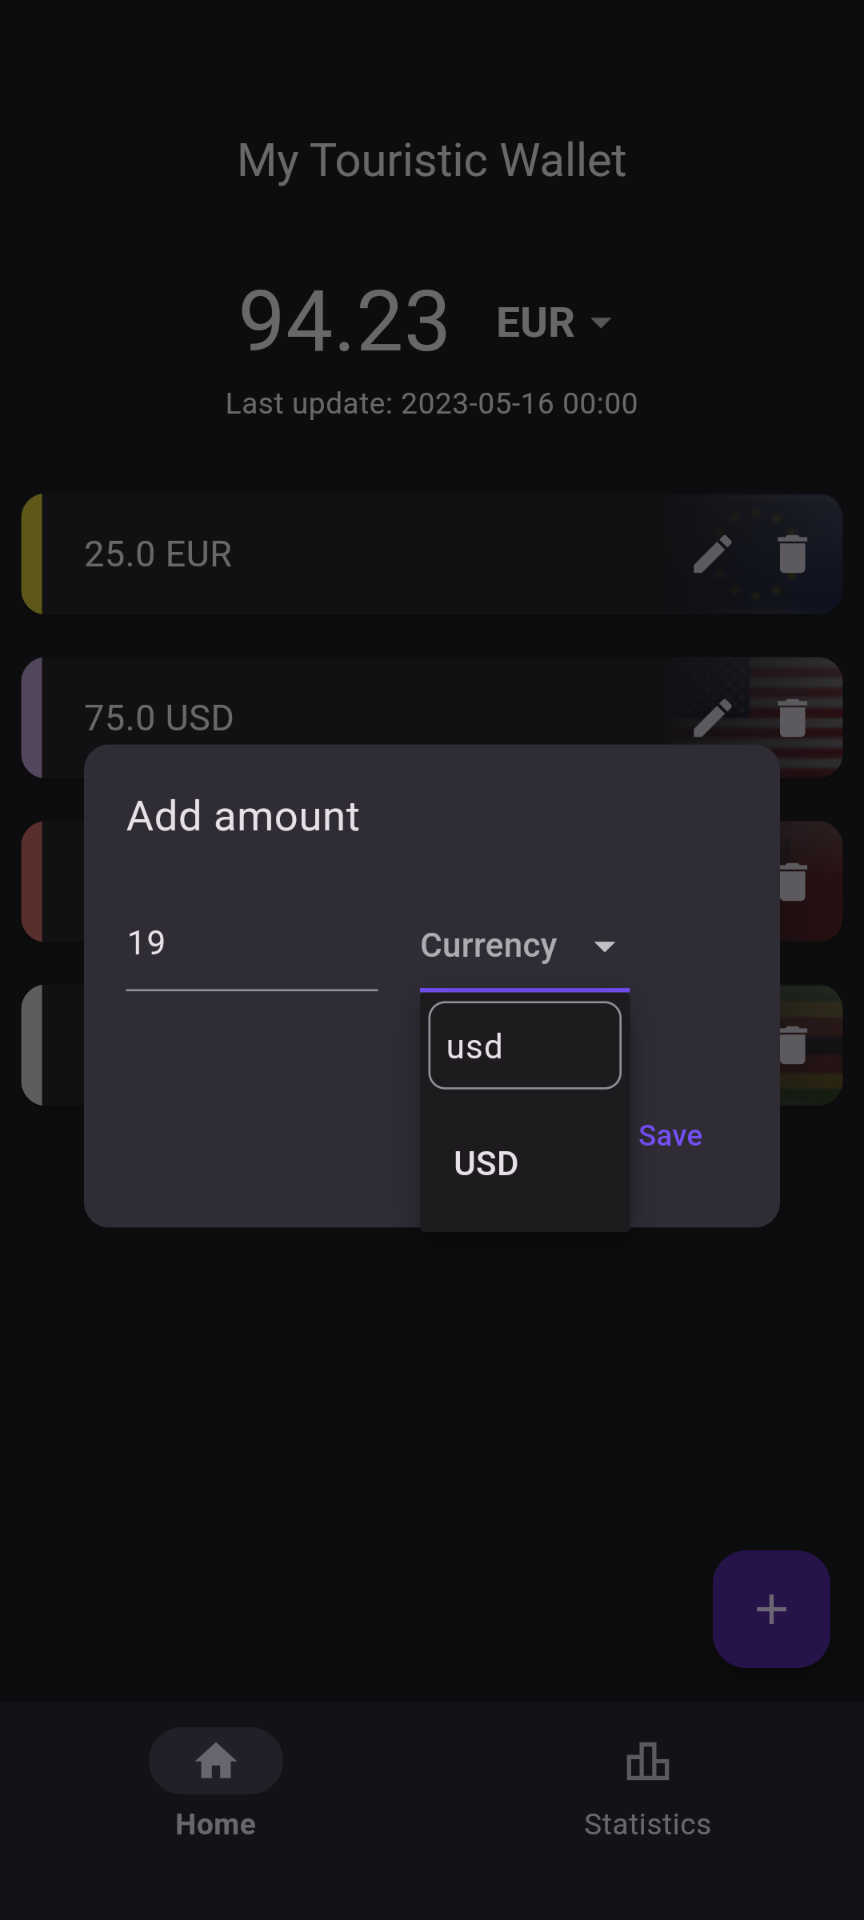 My Touristic Wallet
94.23 EUR
Last update: 2023-05-16 00:00
25.0 EUR
75.0 USD
Add amount
19 Currency
usd
USD
Save
Home Statistics